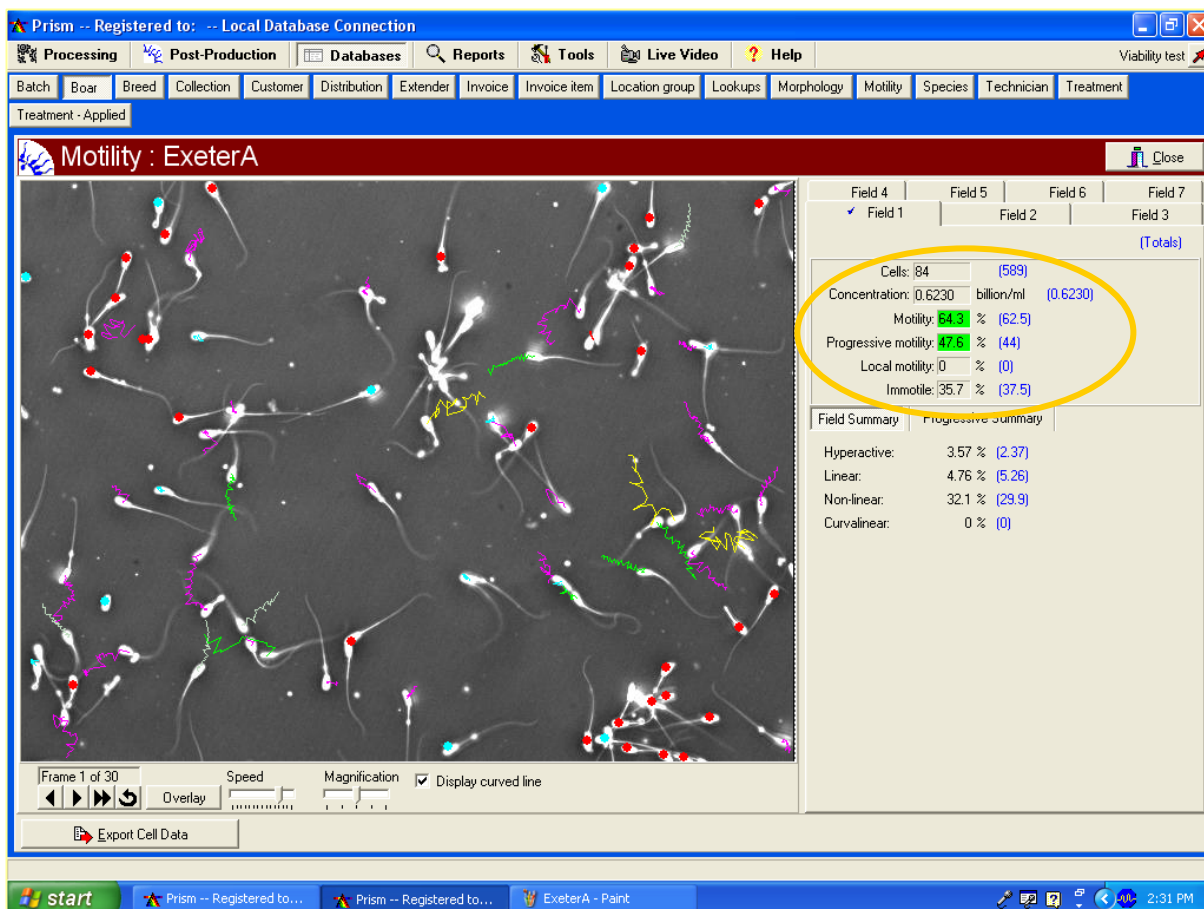 Prism -- Registered to: -- Local Database Connection
Processing Post-Production Databases Reports Tools Live Video ? Help Viability test
Batch Boar Breed Collection Customer Distribution Extender Invoice Invoice item Location group Lookups Morphology Motility Species Technician Treatment
Treatment - Applied
Motility : ExeterA Close
Field 4 Field 5 Field 6 Field 7
Field 1 Field 2 Field 3
(Totals)
Cells: 84 (589)
Concentration: 0.6230 billion/ml (0.6230)
Motility: 64.3 % (62.5)
Progressive motility: 47.6 % (44)
Local motility: 0 % (0)
Immotile: 35.7 % (37.5)
Field Summary Progressive Summary
Hyperactive: 3.57 % (2.37)
Linear: 4.76 % (5.26)
Non-linear: 32.1 % (29.9)
Curvalinear: 0 % (0)
Frame 1 of 30 Speed Magnification Display curved line
Overlay
Export Cell Data
start Prism -- Registered to... Prism -- Registered to... ExeterA - Paint 2:31 PM